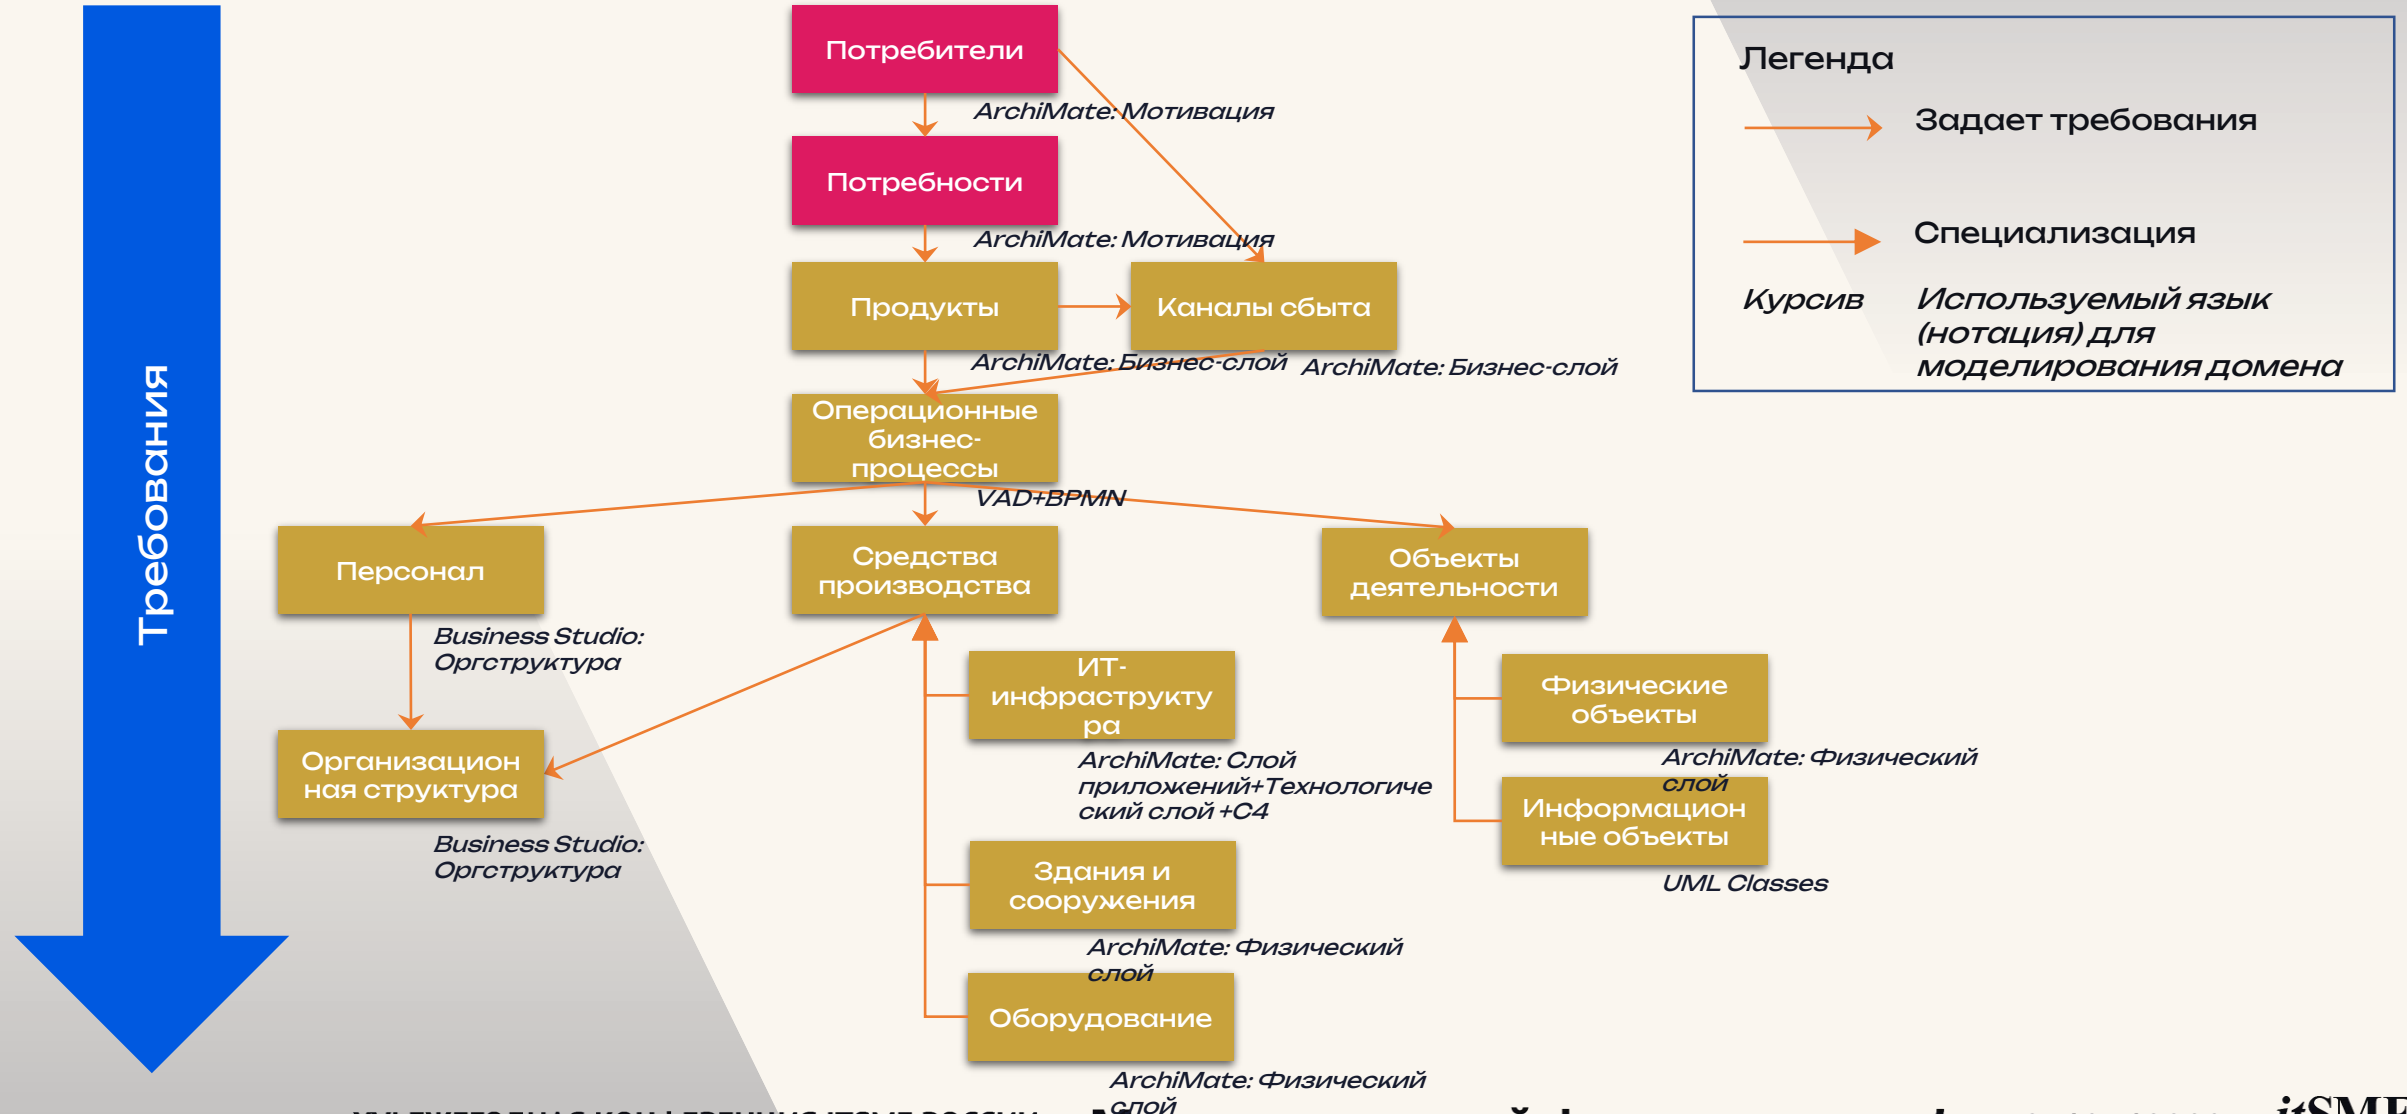 Потребители
ArchiMate: Мотивация
Потребности
ArchiMate: Мотивация
Продукты
Каналы сбыта
ArchiMate: Бизнес-слой
ArchiMate: Бизнес-слой
Операционные
бизнес-
процессы
VAD+BPMN
Персонал
Средства
производства
Объекты
деятельности
Business Studio:
Оргструктура
ИТ-
инфраструкту
ра
ArchiMate: Слой
приложений+Технологиче
ский слой +C4
Физические
объекты
ArchiMate: Физический
слой
Информацион
ные объекты
UML Classes
Организацион
ная структура
Business Studio:
Оргструктура
Здания и
сооружения
ArchiMate: Физический
слой
Оборудование
ArchiMate: Физический
слой
Требования
Легенда
Задает требования
Специализация
Курсив
Используемый язык
(нотация) для
моделирования домена